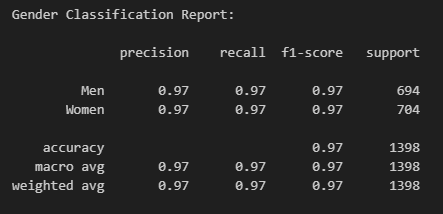 Gender Classification Report:
precision recall f1-score support
Men 0.97 0.97 0.97 694
Women 0.97 0.97 0.97 704
accuracy 0.97 1398
macro avg 0.97 0.97 0.97 1398
weighted avg 0.97 0.97 0.97 1398